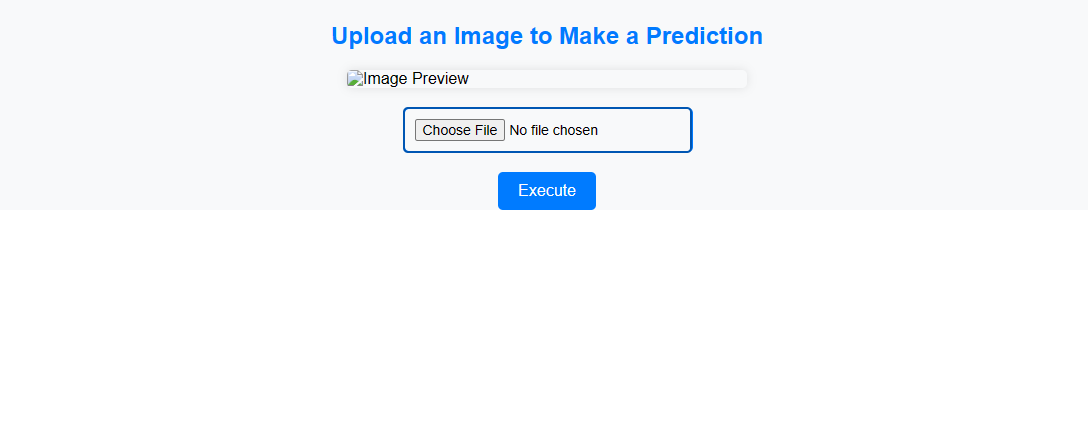 Upload an Image to Make a Prediction
Image Preview
Choose File No file chosen
Execute